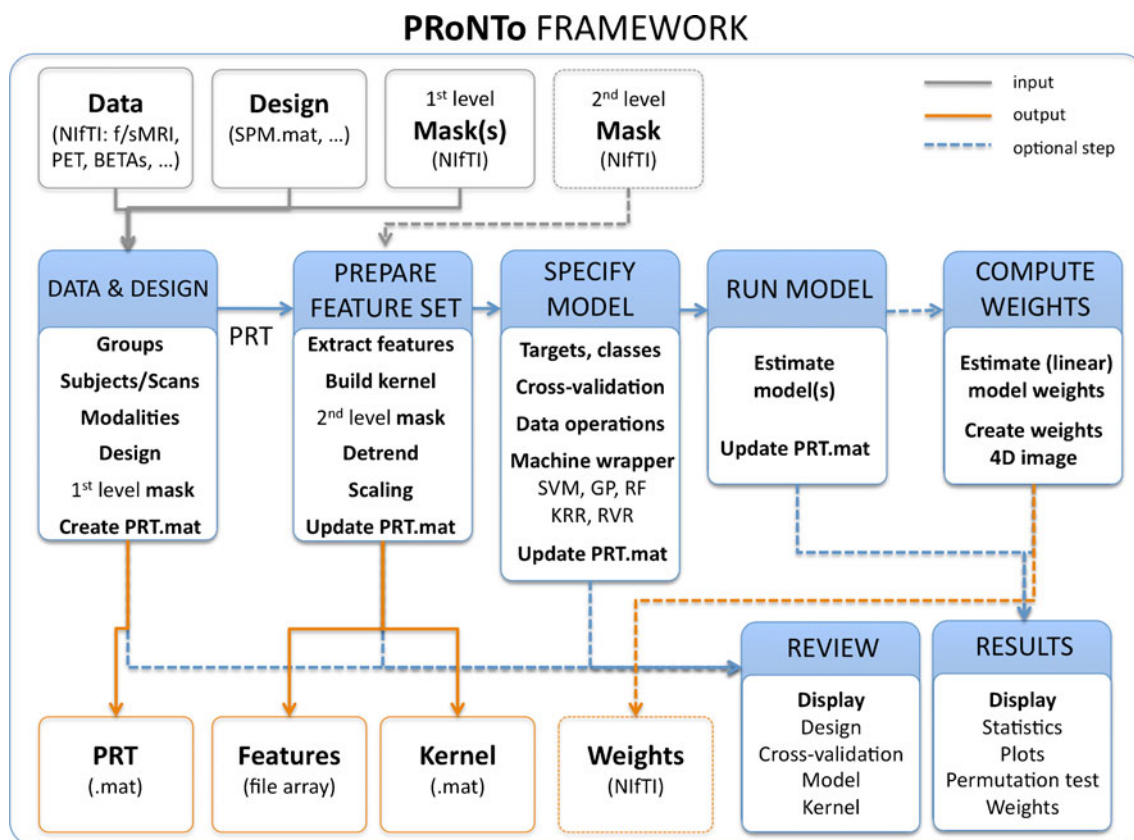 PRoNTo FRAMEWORK
Data
(NIfTI: f/sMRI,
PET, BETAs, ...)
Design
(SPM.mat, ...)
1st level
Mask(s)
(NIfTI)
2nd level
Mask
(NIfTI)
input
output
optional step
DATA & DESIGN
Groups
Subjects/Scans
Modalities
Design
1st level mask
Create PRT.mat
PRT
PREPARE
FEATURE SET
Extract features
Build kernel
2nd level mask
Detrend
Scaling
Update PRT.mat
SPECIFY
MODEL
Targets, classes
Cross-validation
Data operations
Machine wrapper
SVM, GP, RF
KRR, RVR
Update PRT.mat
RUN MODEL
Estimate
model(s)
Update PRT.mat
COMPUTE
WEIGHTS
Estimate (linear)
model weights
Create weights
4D image
PRT
(.mat)
Features
(file array)
Kernel
(.mat)
Weights
(NIfTI)
REVIEW
Display
Design
Cross-validation
Model
Kernel
RESULTS
Display
Statistics
Plots
Permutation test
Weights